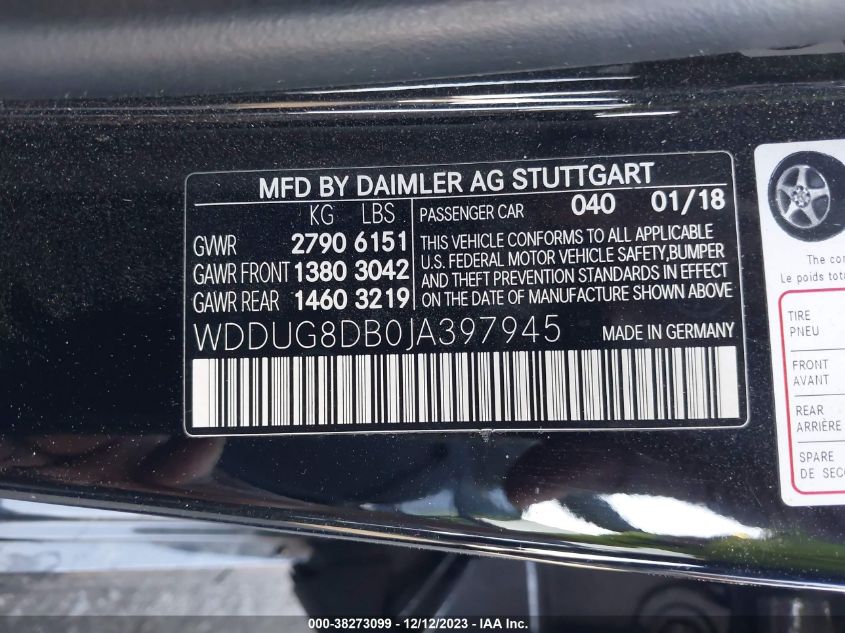 MFD BY DAIMLER AG STUTTGART
KG LBS
GVWR 2790 6151
GAWR FRONT 1380 3042
GAWR REAR 1460 3219
PASSENGER CAR 040 01/18
THIS VEHICLE CONFORMS TO ALL APPLICABLE
U.S. FEDERAL MOTOR VEHICLE SAFETY, BUMPER
AND THEFT PREVENTION STANDARDS IN EFFECT
ON THE DATE OF MANUFACTURE SHOWN ABOVE
WDDUG8DB0JA397945 MADE IN GERMANY
The
Le poids
TIRE
PNEU
FRONT
AVANT
REAR
ARRIÈRE
SPARE
DE
000-38273099 - 12/12/2023 - IAA Inc.